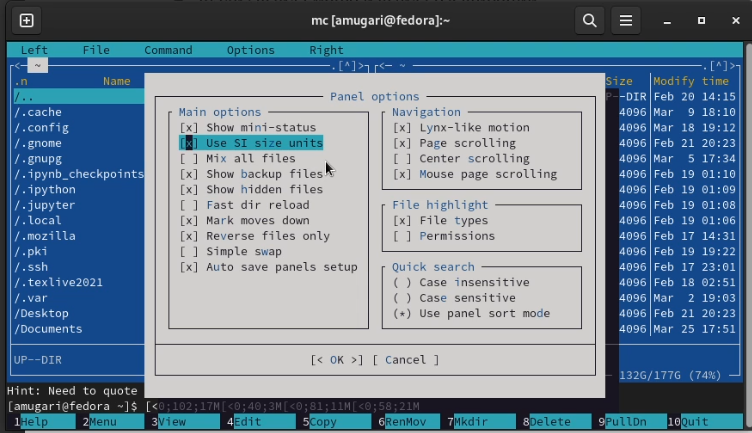 mc [amugari@fedora]:~
Left File Command Options Right
~ .[^] ~ .[^]
.n Name Size Modify time
/.. P--DIR Feb 20 14:15
/.cache 4096 Mar 9 18:10
/.config 4096 Mar 18 19:12
/.gnome 4096 Feb 21 20:23
/.gnupg 4096 Mar 5 17:34
/.ipynb_checkpoints 4096 Feb 19 01:10
/.ipython 4096 Feb 19 01:09
/.jupyter 4096 Feb 19 01:08
/.local 4096 Feb 19 01:06
/.mozilla 4096 Feb 17 14:31
/.pki 4096 Feb 19 19:22
/.ssh 4096 Feb 17 23:01
/.texlive2021 4096 Feb 18 02:51
/.var 4096 Mar 2 19:03
/Desktop 4096 Feb 21 20:23
/Documents 4096 Mar 25 17:51
UP--DIR
132G/177G (74%)
Panel options
Main options
[x] Show mini-status
[x] Use SI size units
[ ] Mix all files
[x] Show backup files
[x] Show hidden files
[ ] Fast dir reload
[x] Mark moves down
[x] Reverse files only
[ ] Simple swap
[x] Auto save panels setup
Navigation
[x] Lynx-like motion
[x] Page scrolling
[ ] Center scrolling
[x] Mouse page scrolling
File highlight
[x] File types
[ ] Permissions
Quick search
( ) Case insensitive
( ) Case sensitive
(*) Use panel sort mode
[< OK >] [ Cancel ]
Hint: Need to quote
[amugari@fedora ~]$ [<0;102;17M[<0;40;3M[<0;81;11M[<0;58;21M
1Help 2Menu 3View 4Edit 5Copy 6RenMov 7Mkdir 8Delete 9PullDn 10Quit